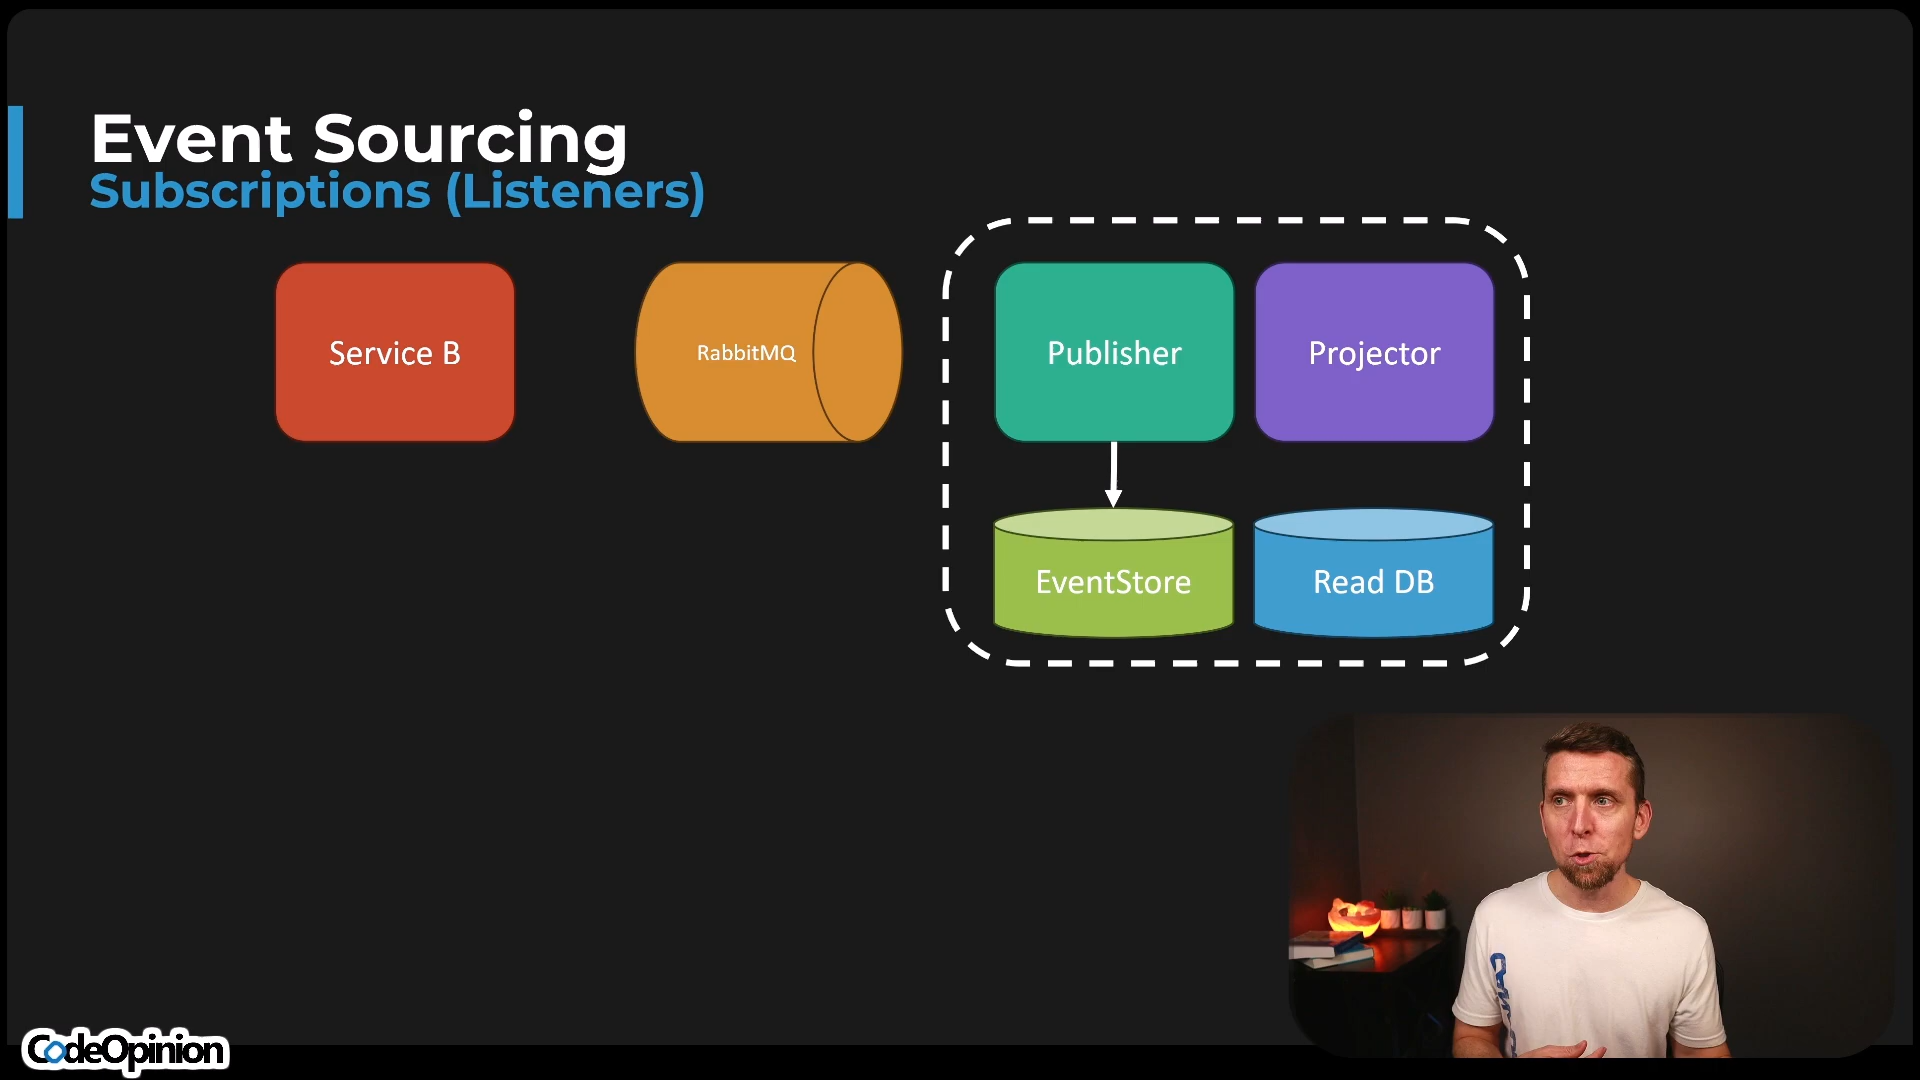 Event Sourcing
Subscriptions (Listeners)
Service B
RabbitMQ
Publisher
Projector
EventStore
Read DB
CodeOpinion